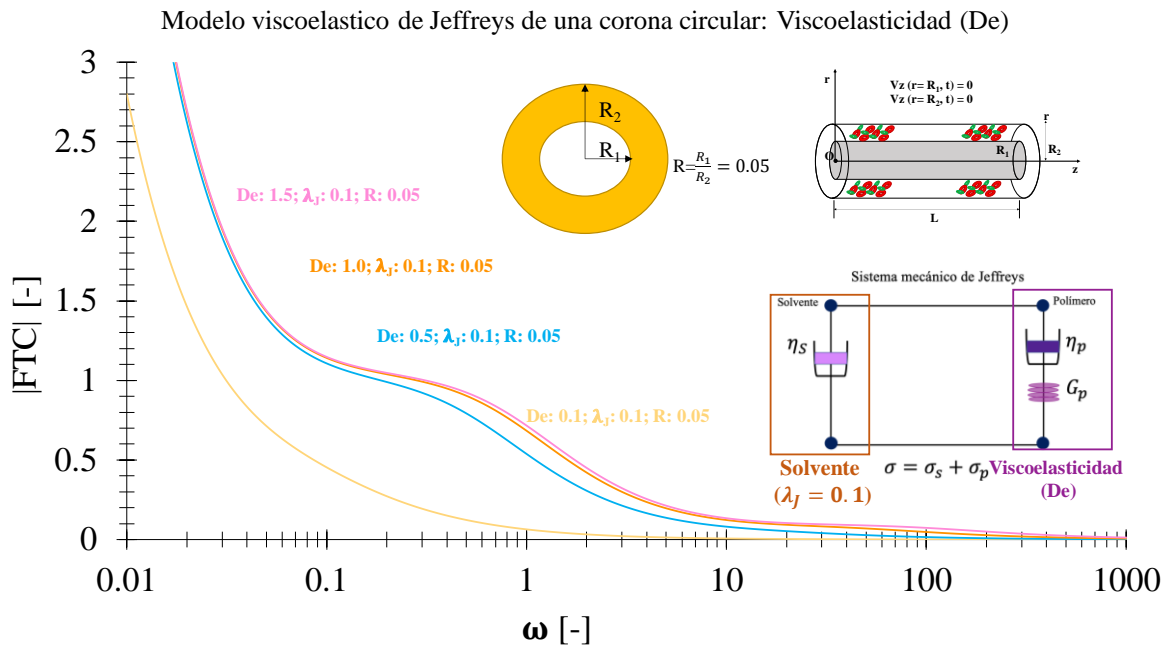 Modelo viscoelastico de Jeffreys de una corona circular: Viscoelasticidad (De)
|FTC| [-]
3
2.5
2
1.5
1
0.5
0
0.01
0.1
1
10
100
1000
ω [-]
De: 1.5; λJ: 0.1; R: 0.05
De: 1.0; λJ: 0.1; R: 0.05
De: 0.5; λJ: 0.1; R: 0.05
De: 0.1; λJ: 0.1; R: 0.05
R2
R1
R=R1/R2 = 0.05
r
Vz (r= R1, t) = 0
Vz (r= R2, t) = 0
r
O
R1
R2
z
L
Sistema mecánico de Jeffreys
Solvente
Polímero
ηS
ηp
Gp
Solvente
(λJ = 0.1)
σ = σs + σp
Viscoelasticidad
(De)